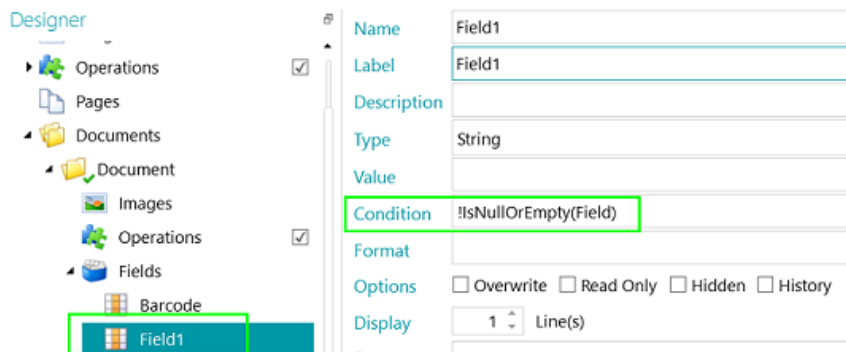 Designer
Operations
Pages
Documents
Document
Images
Operations
Fields
Barcode
Field1
Name Field1
Label Field1
Description
Type String
Value
Condition !IsNullOrEmpty(Field)
Format
Options Overwrite Read Only Hidden History
Display 1 Line(s)